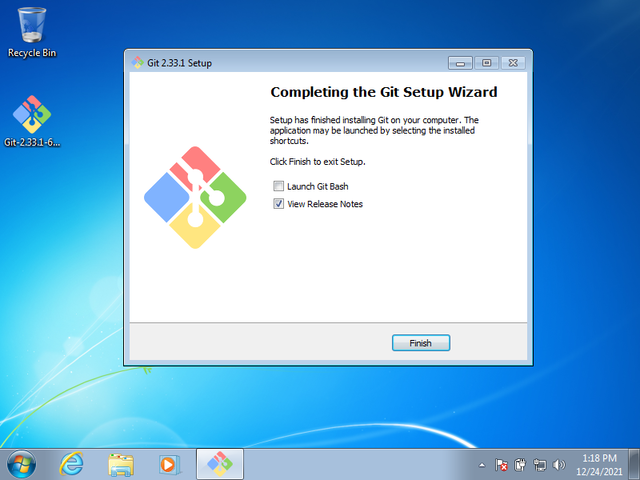 Recycle Bin
Git-2.33.1-6...
Git 2.33.1 Setup
Completing the Git Setup Wizard
Setup has finished installing Git on your computer. The
application may be launched by selecting the installed
shortcuts.
Click Finish to exit Setup.
Launch Git Bash
View Release Notes
Finish
1:18 PM
12/24/2021